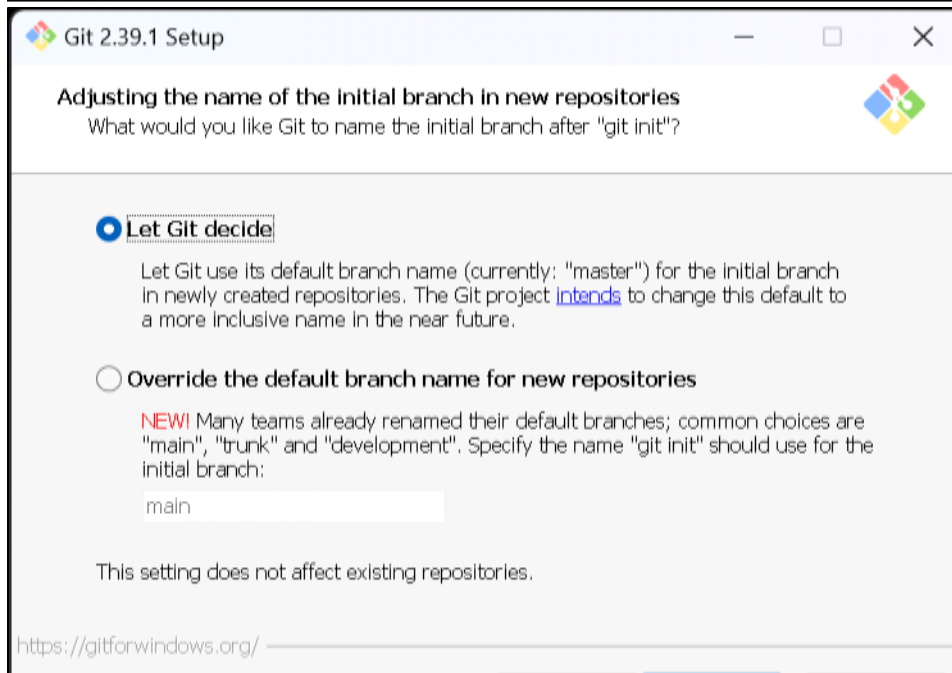 Git 2.39.1 Setup
Adjusting the name of the initial branch in new repositories
What would you like Git to name the initial branch after "git init"?
Let Git decide
Let Git use its default branch name (currently: "master") for the initial branch
in newly created repositories. The Git project intends to change this default to
a more inclusive name in the near future.
Override the default branch name for new repositories
NEW! Many teams already renamed their default branches; common choices are
"main", "trunk" and "development". Specify the name "git init" should use for the
initial branch:
main
This setting does not affect existing repositories.
https://gitforwindows.org/